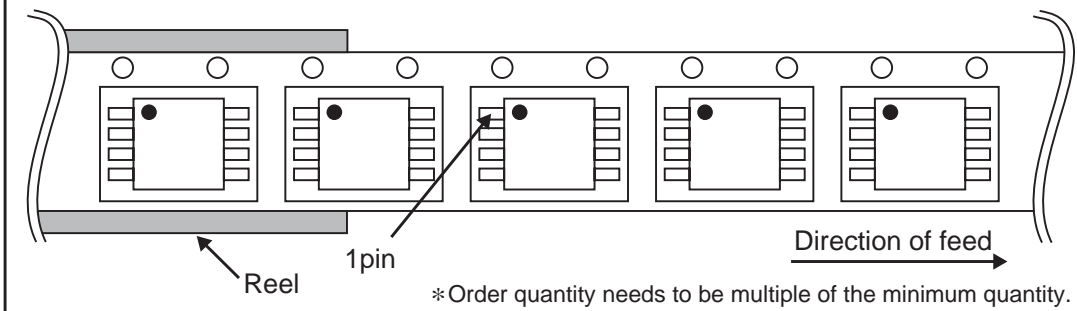 Direction of feed
1pin
Reel
*Order quantity needs to be multiple of the minimum quantity.